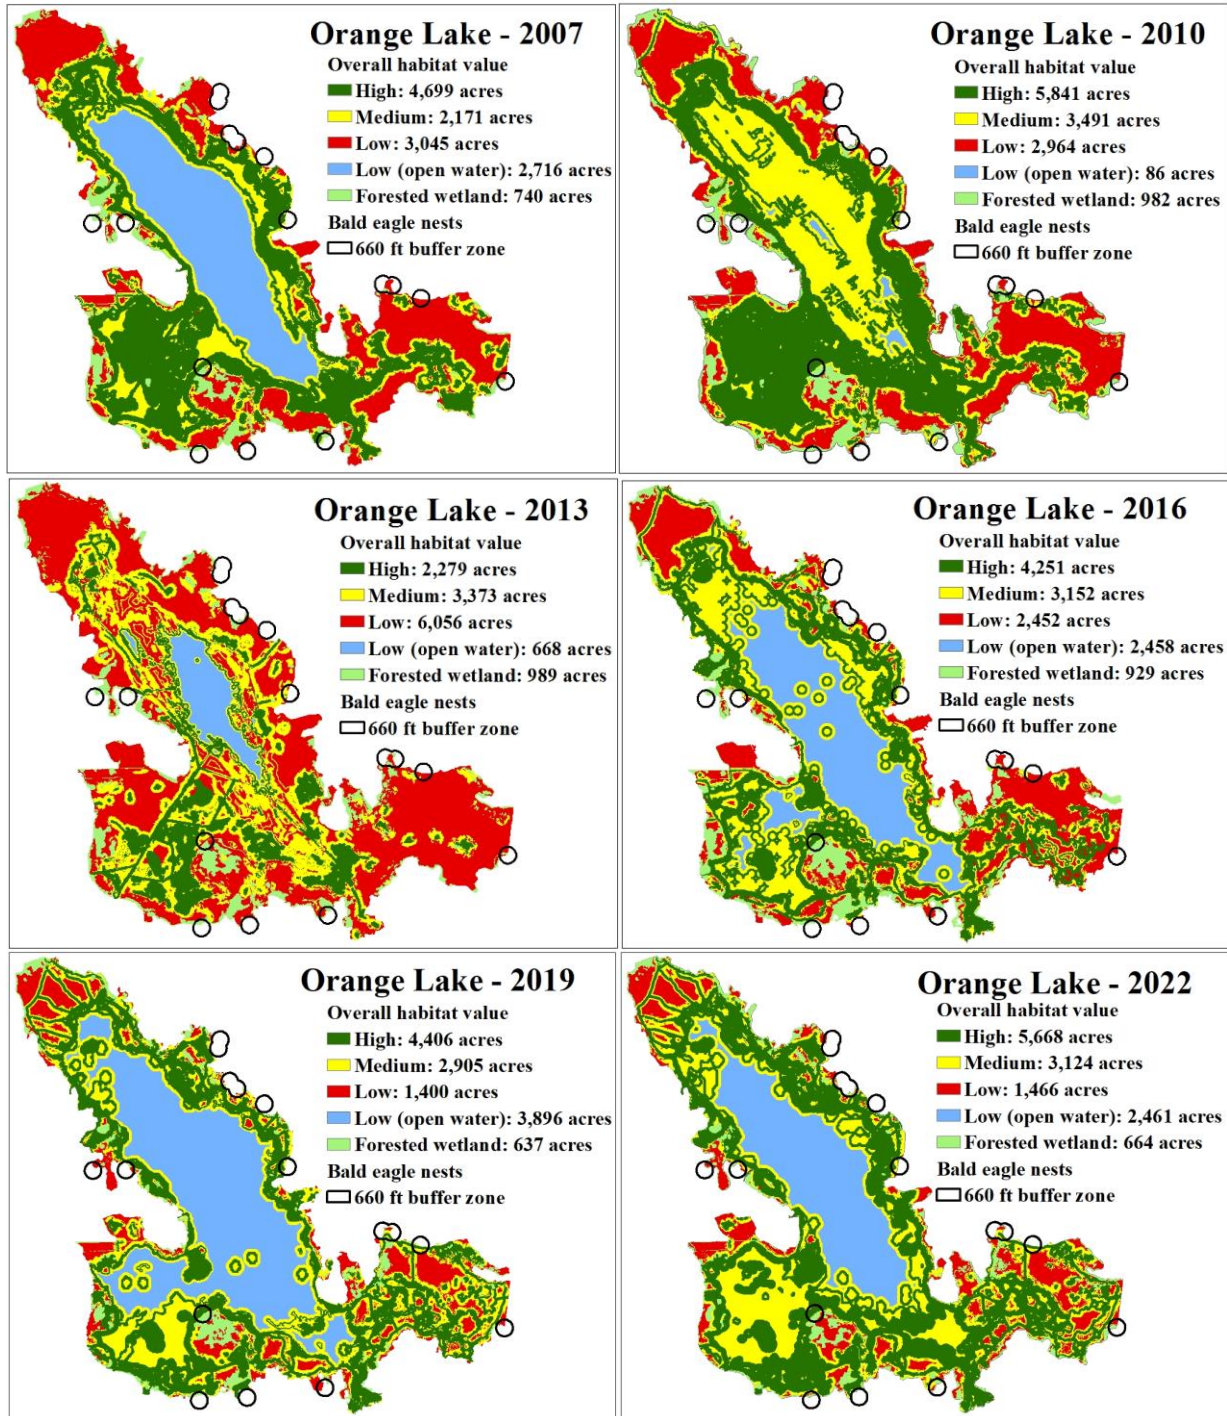 Orange Lake - 2007
Overall habitat value
High: 4,699 acres
Medium: 2,171 acres
Low: 3,045 acres
Low (open water): 2,716 acres
Forested wetland: 740 acres
Bald eagle nests
660 ft buffer zone
Orange Lake - 2010
Overall habitat value
High: 5,841 acres
Medium: 3,491 acres
Low: 2,964 acres
Low (open water): 86 acres
Forested wetland: 982 acres
Bald eagle nests
660 ft buffer zone
Orange Lake - 2013
Overall habitat value
High: 2,279 acres
Medium: 3,373 acres
Low: 6,056 acres
Low (open water): 668 acres
Forested wetland: 989 acres
Bald eagle nests
660 ft buffer zone
Orange Lake - 2016
Overall habitat value
High: 4,251 acres
Medium: 3,152 acres
Low: 2,452 acres
Low (open water): 2,458 acres
Forested wetland: 929 acres
Bald eagle nests
660 ft buffer zone
Orange Lake - 2019
Overall habitat value
High: 4,406 acres
Medium: 2,905 acres
Low: 1,400 acres
Low (open water): 3,896 acres
Forested wetland: 637 acres
Bald eagle nests
660 ft buffer zone
Orange Lake - 2022
Overall habitat value
High: 5,668 acres
Medium: 3,124 acres
Low: 1,466 acres
Low (open water): 2,461 acres
Forested wetland: 664 acres
Bald eagle nests
660 ft buffer zone